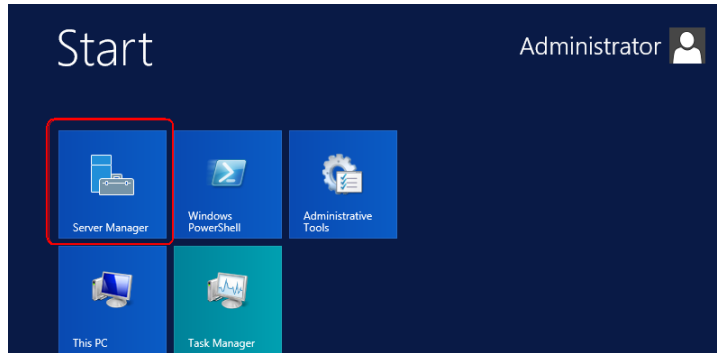 Start
Administrator
Server Manager
Windows
PowerShell
Administrative
Tools
This PC
Task Manager